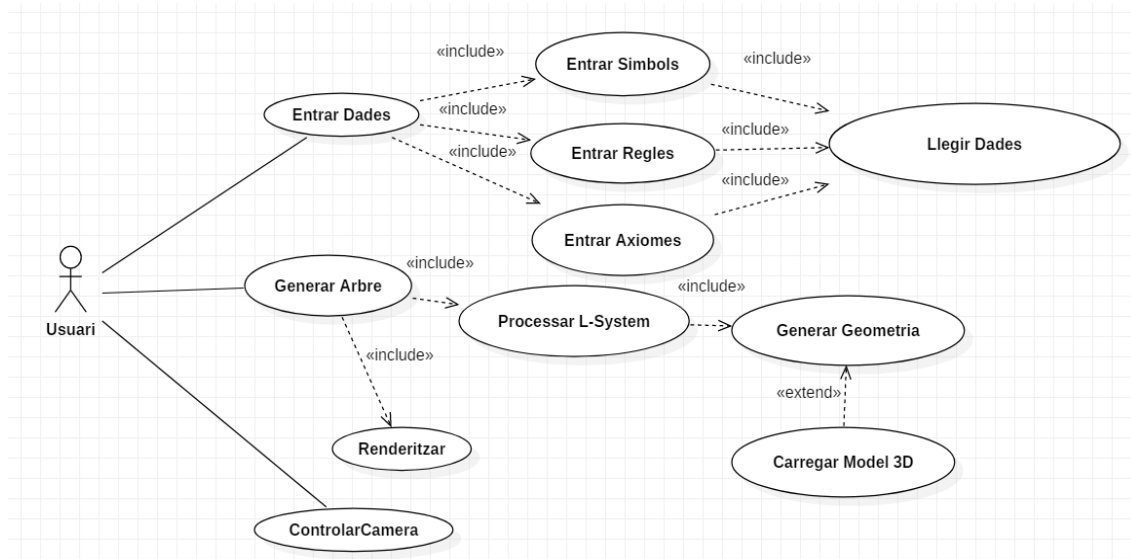 «include»
Entrar Simbols
«include»
Entrar Dades
«include»
«include»
Entrar Regles
Llegir Dades
«include»
«include»
Entrar Axiomes
«include»
Generar Arbre
«include»
Processar L-System
Generar Geometria
Usuari
«include»
«extend»
Renderitzar
Carregar Model 3D
ControlarCamera